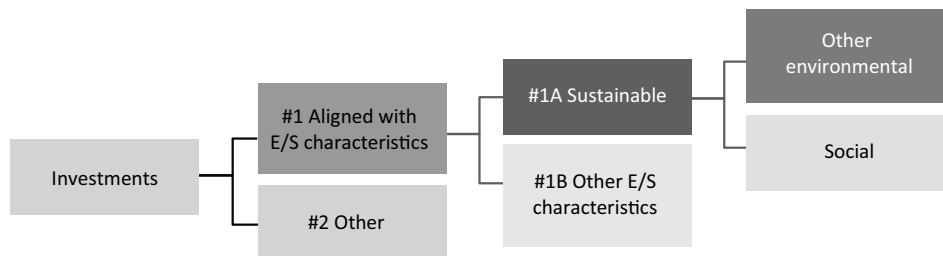 Investments
#1 Aligned with
E/S characteristics
#2 Other
#1A Sustainable
#1B Other E/S
characteristics
Other
environmental
Social